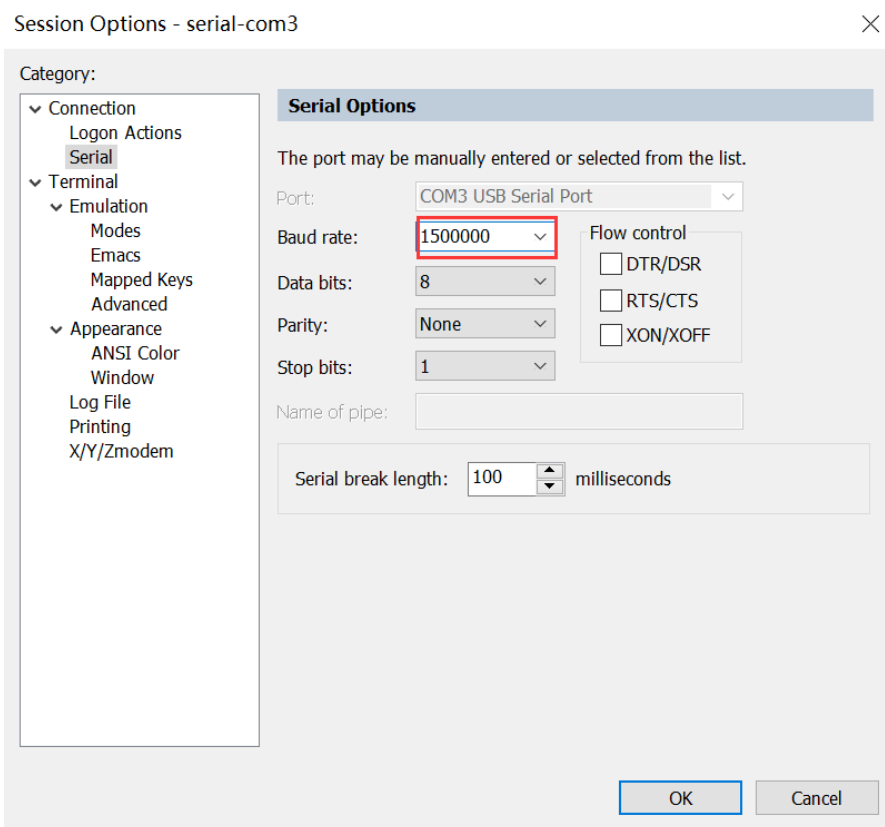 Session Options - serial-com3
Category:
Connection
Logon Actions
Serial
Terminal
Emulation
Modes
Emacs
Mapped Keys
Advanced
Appearance
ANSI Color
Window
Log File
Printing
X/Y/Zmodem
Serial Options
The port may be manually entered or selected from the list.
Port: COM3 USB Serial Port
Baud rate: 1500000
Data bits: 8
Parity: None
Stop bits: 1
Flow control
DTR/DSR
RTS/CTS
XON/XOFF
Name of pipe:
Serial break length: 100 milliseconds
OK Cancel